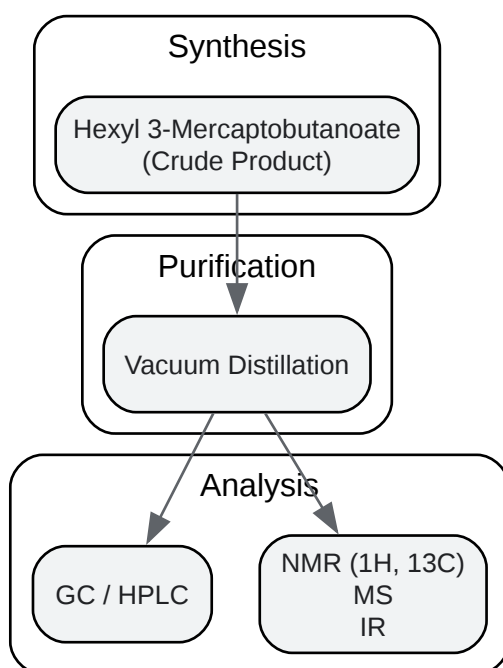 Synthesis
Hexyl 3-Mercaptobutanoate
(Crude Product)
Purification
Vacuum Distillation
Analysis
GC / HPLC
NMR (1H, 13C)
MS
IR